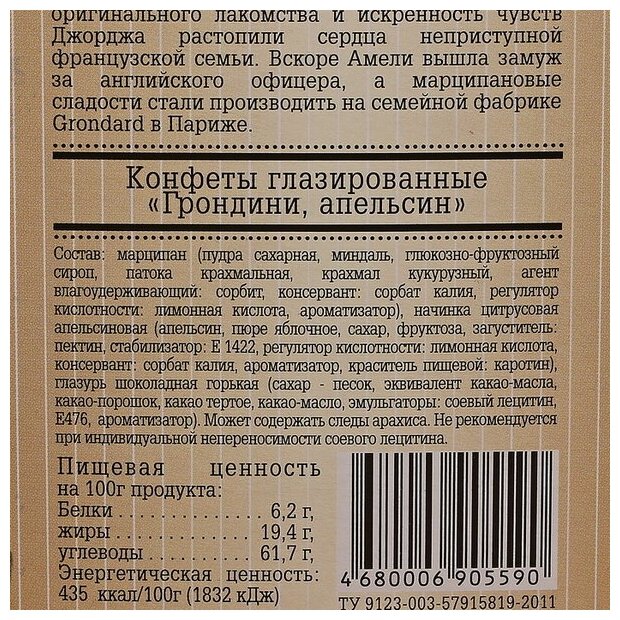 оригинального лакомства и искренность чувств
Джорджа растопили сердца неприступной
французской семьи. Вскоре Амели вышла замуж
за английского офицера, а марципановые
сладости стали производить на семейной фабрике
Grondard в Париже.
Конфеты глазированные
«Грондини, апельсин»
Состав: марципан (пудра сахарная, миндаль, глюкозно-фруктозный
сироп, патока крахмальная, крахмал кукурузный, агент
влагоудерживающий: сорбит, консервант: сорбат калия, регулятор
кислотности: лимонная кислота, ароматизатор), начинка цитрусовая
апельсиновая (апельсин, пюре яблочное, сахар, фруктоза, загуститель:
пектин, стабилизатор: Е 1422, регулятор кислотности: лимонная кислота,
консервант: сорбат калия, ароматизатор, краситель пищевой: каротин),
глазурь шоколадная горькая (сахар - песок, эквивалент какао-масла,
какао-порошок, какао тертое, какао-масло, эмульгаторы: соевый лецитин,
Е476, ароматизатор). Может содержать следы арахиса. Не рекомендуется
при индивидуальной непереносимости соевого лецитина.
Пищевая ценность
на 100г продукта:
Белки . . . . . . . . . . . . . . 6,2 г,
жиры . . . . . . . . . . . . . 19,4 г,
углеводы . . . . . . . . . . 61,7 г,
Энергетическая ценность:
435 ккал/100г (1832 кДж)
4 680006 905590
ТУ 9123-003-57915819-2011